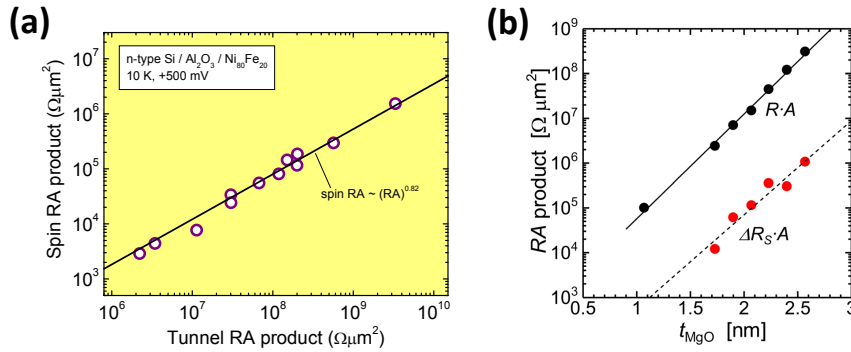 (a)
n-type Si / Al₂O₃ / Ni₈₀Fe₂₀
10 K, +500 mV
Spin RA product (Ωμm²)
10⁷
10⁶
10⁵
10⁴
10³
spin RA ~ (RA)^0.82
10⁶ 10⁷ 10⁸ 10⁹ 10¹⁰
Tunnel RA product (Ωμm²)
(b)
RA product [Ω μm²]
10⁹
10⁸
10⁷
10⁶
10⁵
10⁴
10³
R·A
ΔR_S·A
0.5 1 1.5 2 2.5 3
t_MgO [nm]